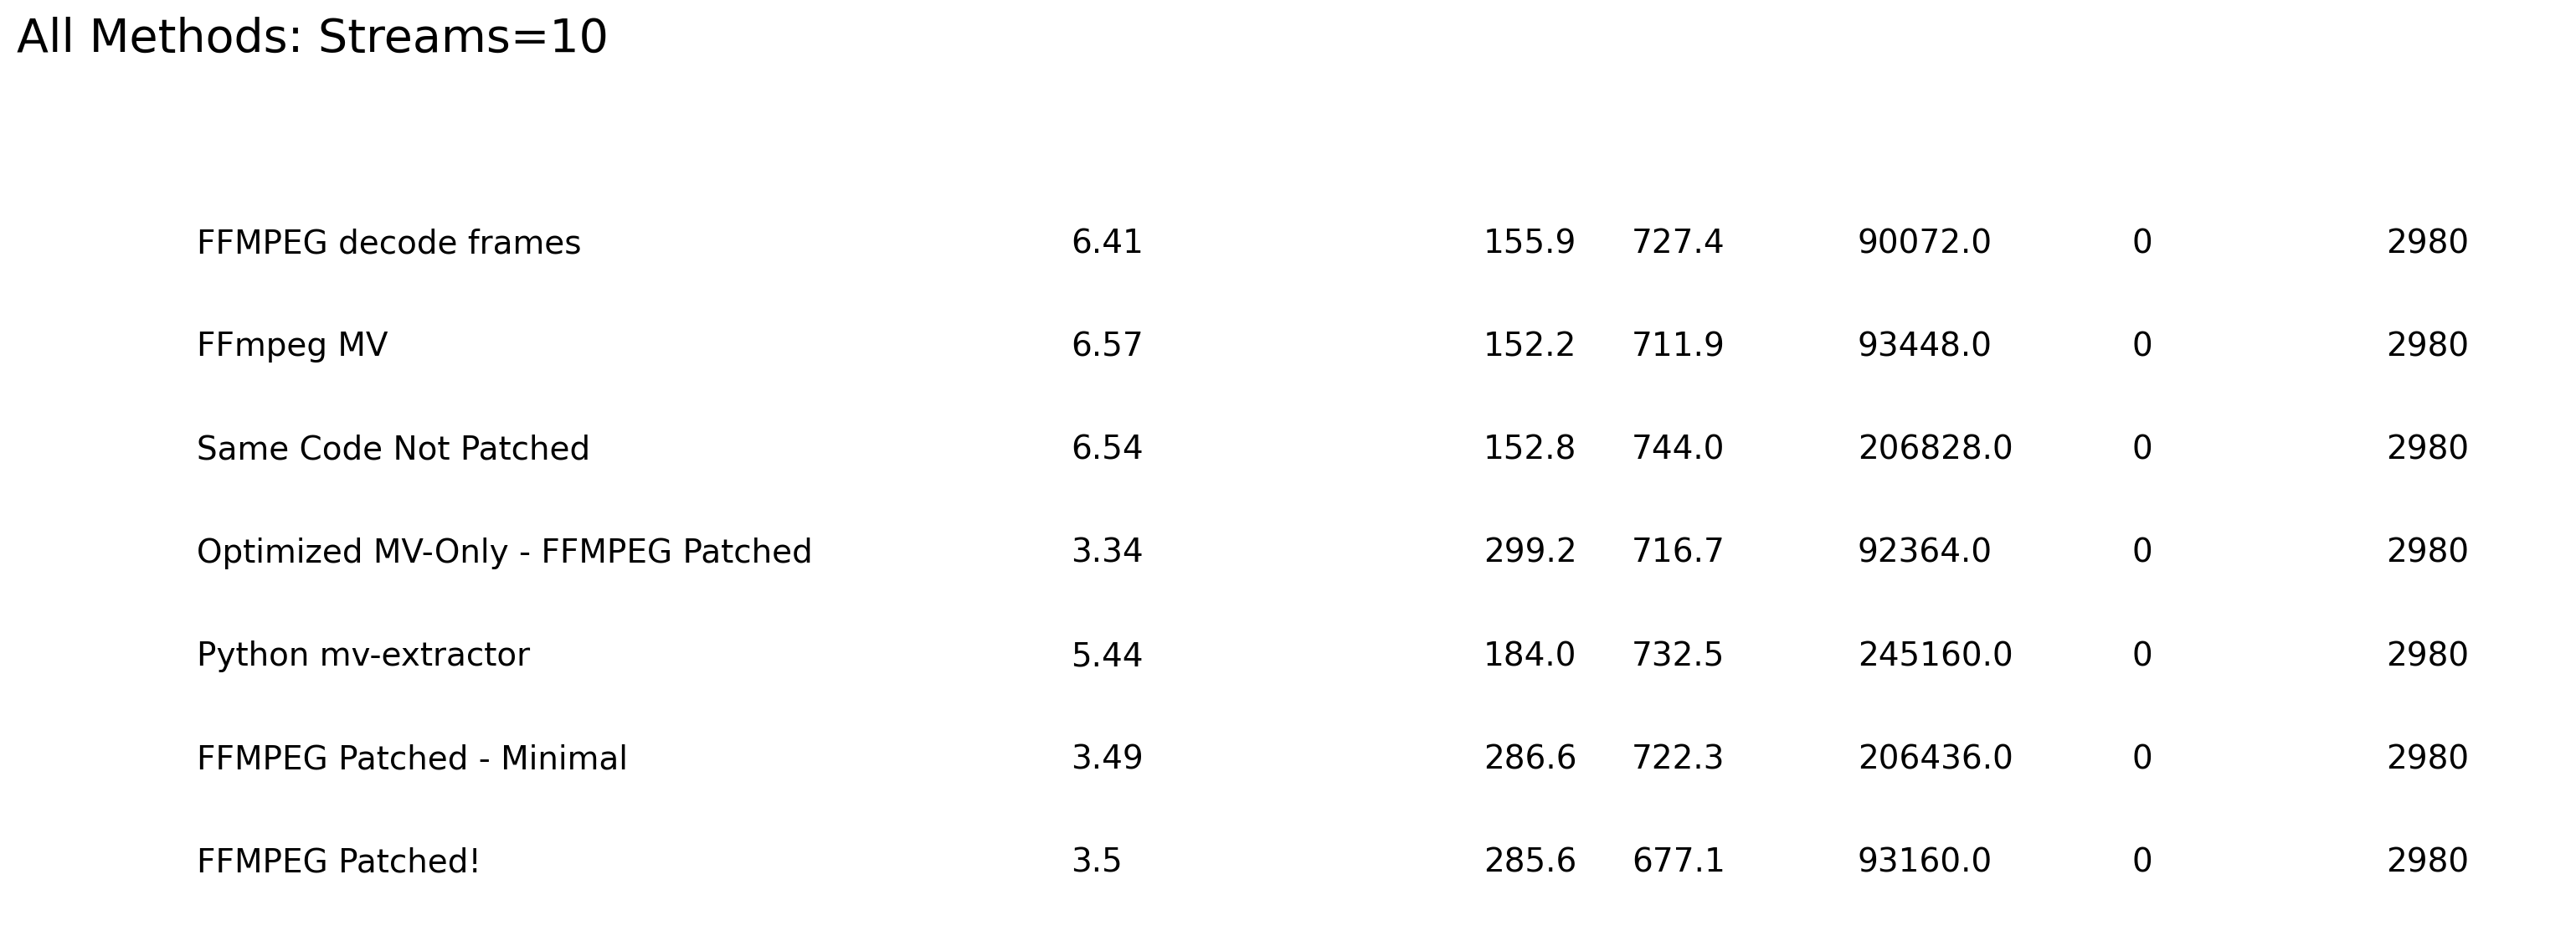 All Methods: Streams=10
FFMPEG decode frames 6.41 155.9 727.4 90072.0 0 2980
FFmpeg MV 6.57 152.2 711.9 93448.0 0 2980
Same Code Not Patched 6.54 152.8 744.0 206828.0 0 2980
Optimized MV-Only - FFMPEG Patched 3.34 299.2 716.7 92364.0 0 2980
Python mv-extractor 5.44 184.0 732.5 245160.0 0 2980
FFMPEG Patched - Minimal 3.49 286.6 722.3 206436.0 0 2980
FFMPEG Patched! 3.5 285.6 677.1 93160.0 0 2980